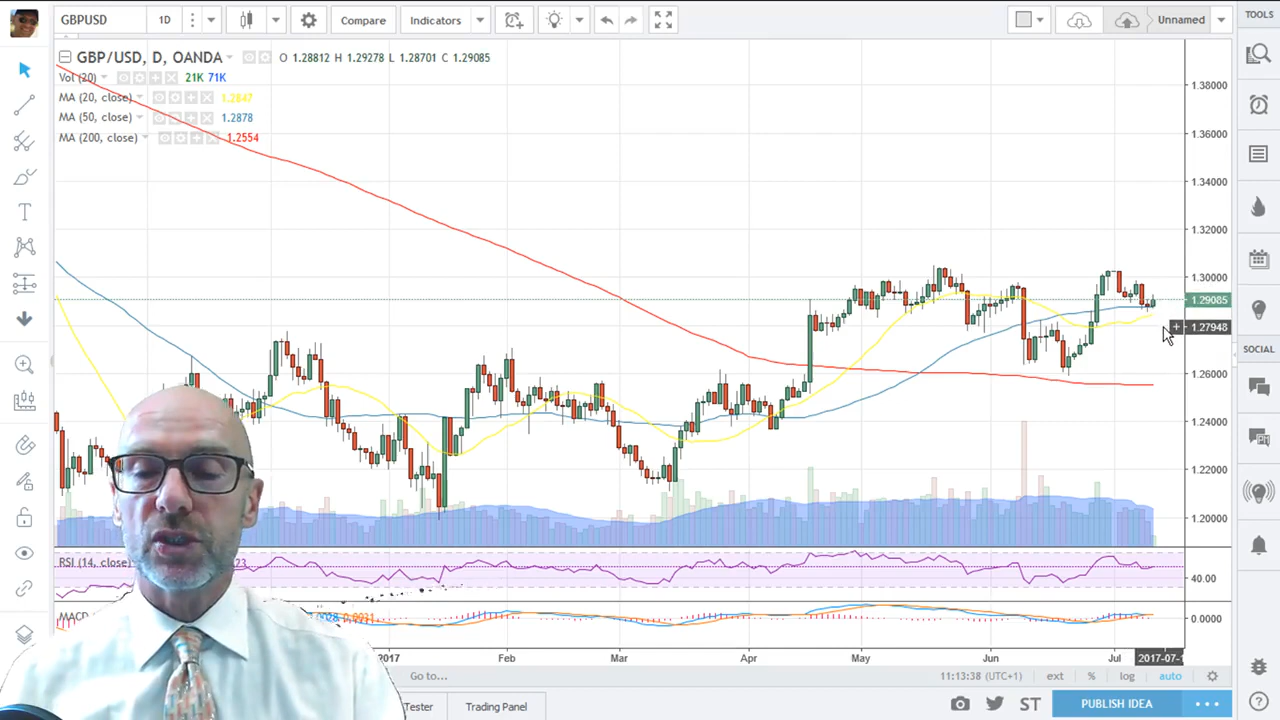 GBPUSD 1D Compare Indicators Unnamed TOOLS
GBP/USD, D, OANDA O 1.28812 H 1.29278 L 1.28701 C 1.29085
Vol (20) 21K 71K
MA (20, close) 1.2847
MA (50, close) 1.2878
MA (200, close) 1.2554
1.38000
1.36000
1.34000
1.32000
1.30000
1.29085
1.27948
1.26000
1.24000
1.22000
1.20000
SOCIAL
RSI (14, close)
40.00
MACD 0.0031
0.0000
2017 Feb Mar Apr May Jun Jul 2017-07-1
Go to... 11:13:38 (UTC+1) ext % log auto
Tester Trading Panel ST PUBLISH IDEA